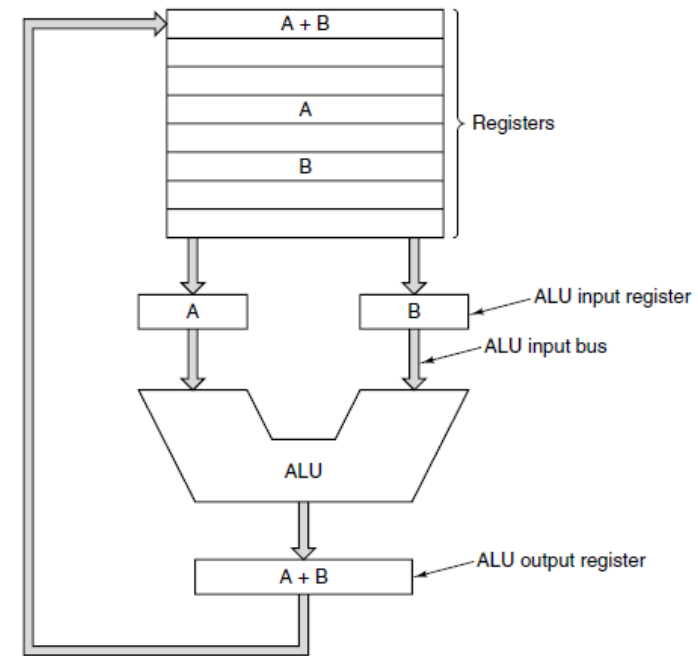 A + B
A
Registers
B
A
B
ALU input register
ALU input bus
ALU
A + B
ALU output register